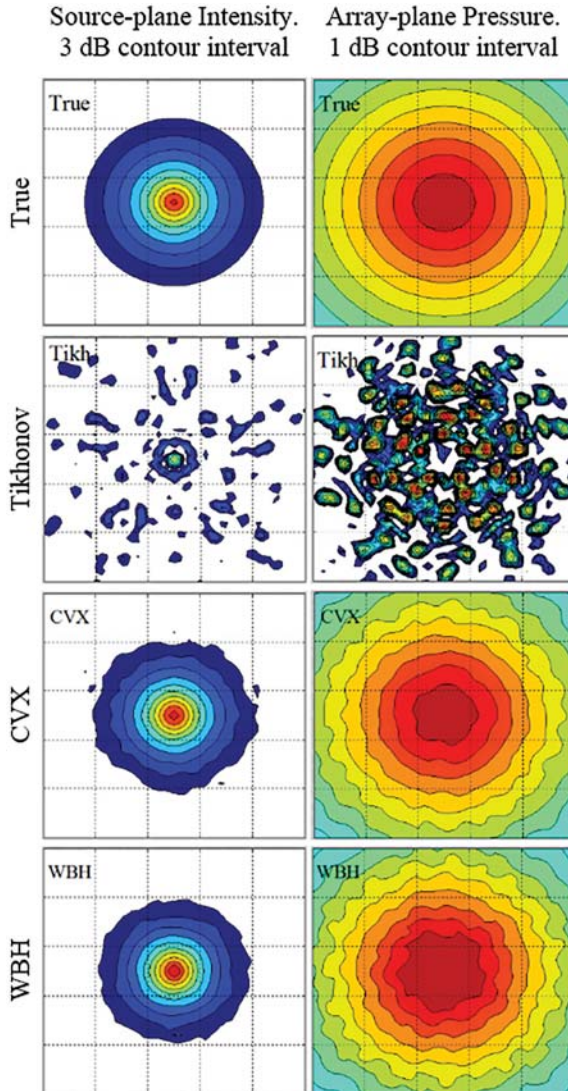 Source-plane Intensity.
3 dB contour interval
Array-plane Pressure.
1 dB contour interval
True
True
True
Tikhonov
Tikh
Tikh
CVX
CVX
CVX
WBH
WBH
WBH